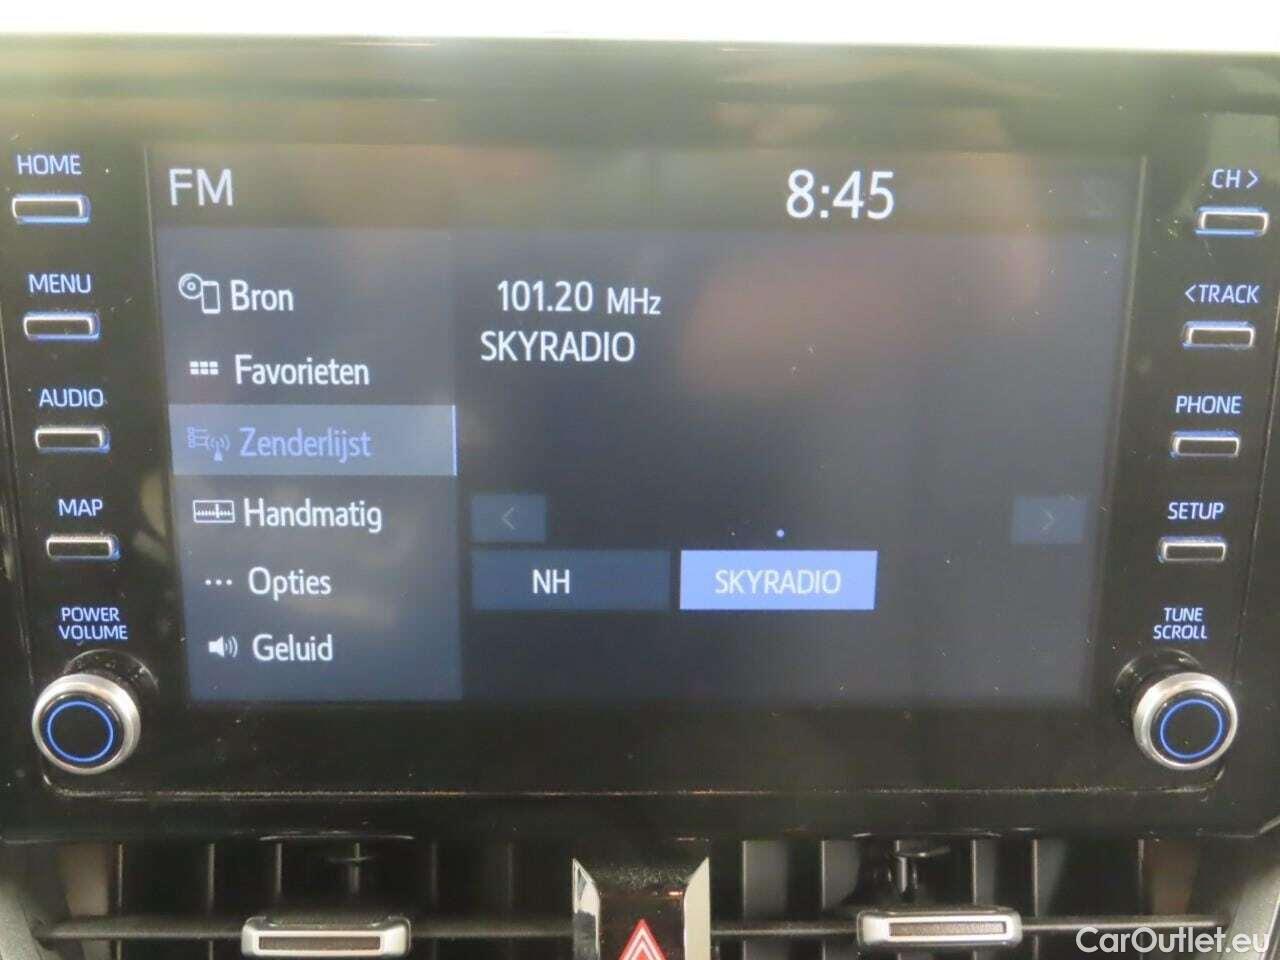 HOME
MENU
AUDIO
MAP
POWER
VOLUME
FM
8:45
Bron
Favorieten
Zenderlijst
Handmatig
Opties
Geluid
101.20 MHz
SKYRADIO
<
>
NH
SKYRADIO
CH >
<TRACK
PHONE
SETUP
TUNE
SCROLL
CarOutlet.eu